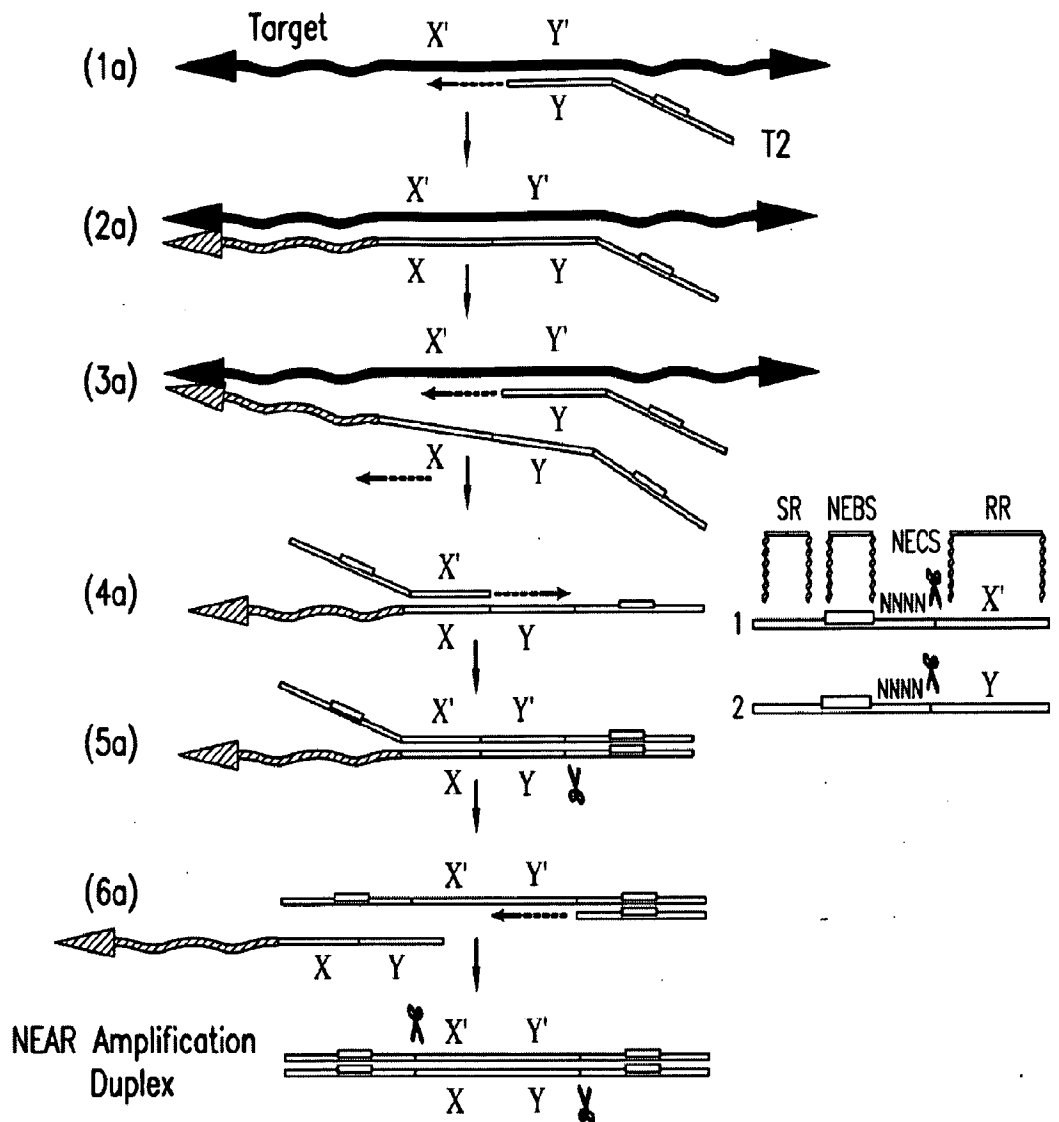 Target
X' Y'
(1a)
Y
T2
X' Y'
(2a)
X Y
X' Y'
(3a)
Y
X Y
SR NEBS RR
NECS
X'
(4a)
NNNN X'
1
X Y
NNNN Y
2
X' Y'
(5a)
X Y
X' Y'
(6a)
X Y
NEAR Amplification
Duplex
X' Y'
X Y